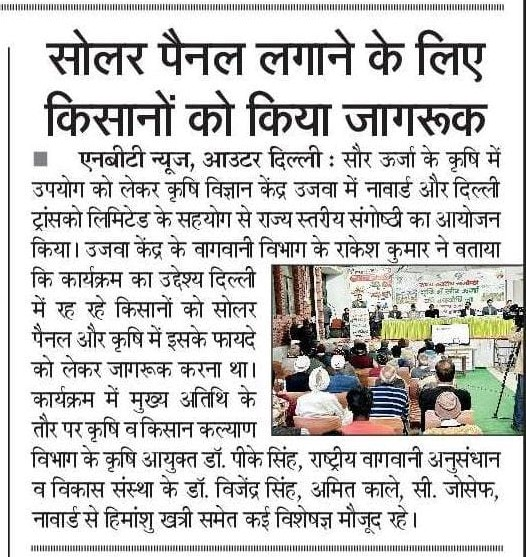 सोलर पैनल लगाने के लिए
किसानों को किया जागरूक
■ एनबीटी न्यूज, आउटर दिल्ली : सौर ऊर्जा के कृषि में
उपयोग को लेकर कृषि विज्ञान केंद्र उजवा में नावार्ड और दिल्ली
ट्रांसको लिमिटेड के सहयोग से राज्य स्तरीय संगोष्ठी का आयोजन
किया। उजवा केंद्र के वागवानी विभाग के राकेश कुमार ने वताया
कि कार्यक्रम का उद्देश्य दिल्ली
में रह रहे किसानों को सोलर
पैनल और कृषि में इसके फायदे
को लेकर जागरूक करना था।
कार्यक्रम में मुख्य अतिथि के
तौर पर कृषि व किसान कल्याण
विभाग के कृषि आयुक्त डॉ. पीके सिंह, राष्ट्रीय वागवानी अनुसंधान
व विकास संस्था के डॉ. विजेंद्र सिंह, अमित काले, सी. जोसेफ,
नावार्ड से हिमांशु खत्री समेत कई विशेषज्ञ मौजूद रहे।